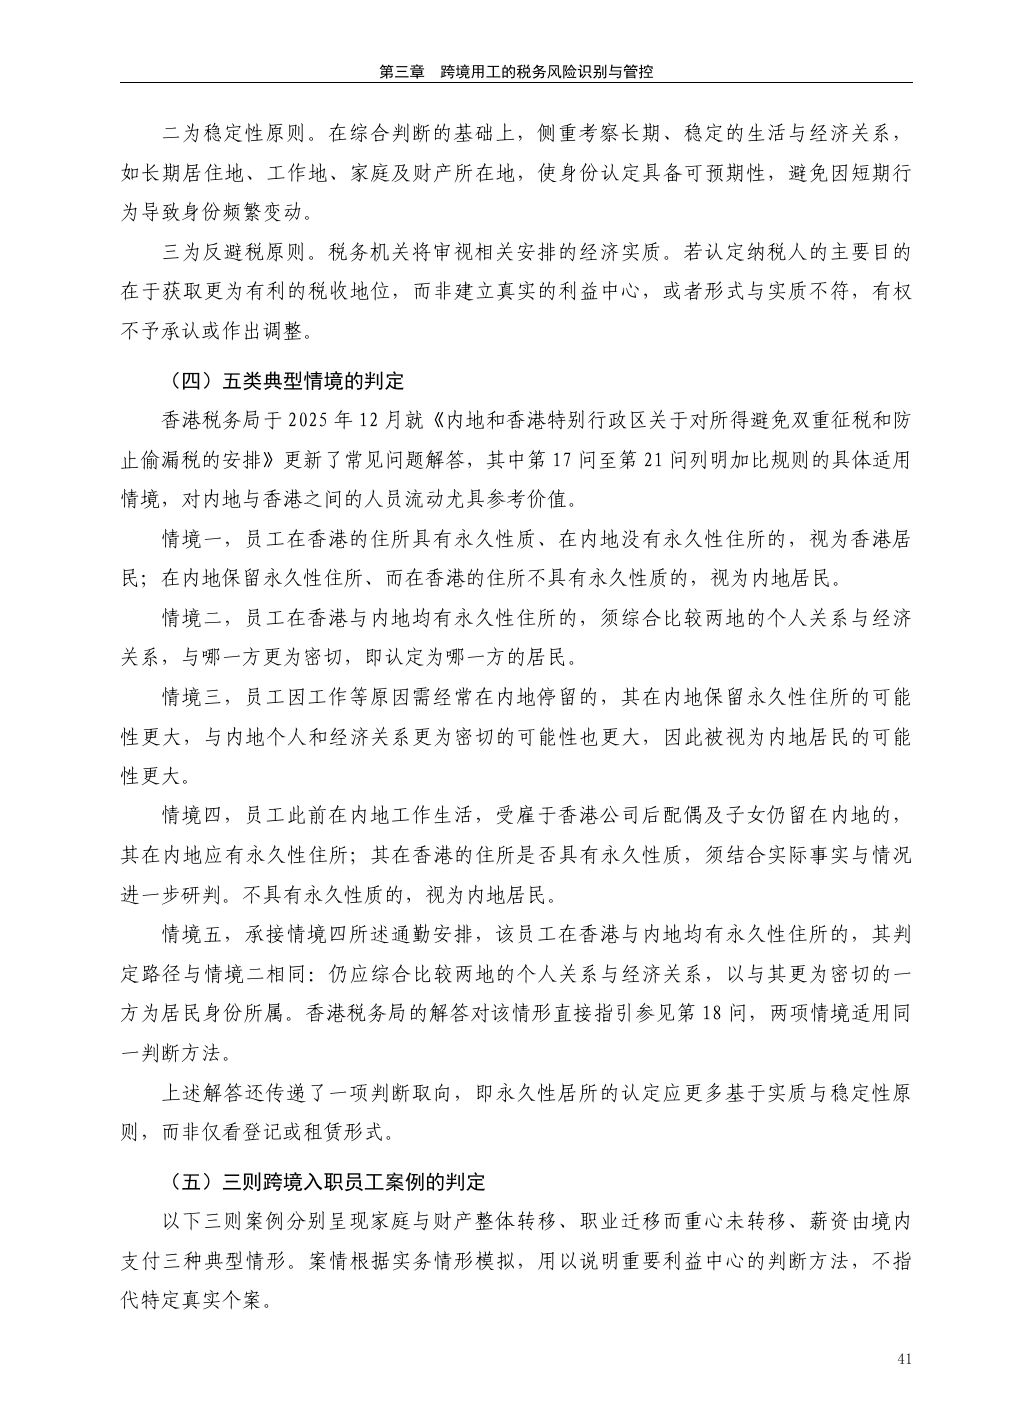 第三章　跨境用工的税务风险识别与管控
二为稳定性原则。在综合判断的基础上，侧重考察长期、稳定的生活与经济关系，
如长期居住地、工作地、家庭及财产所在地，使身份认定具备可预期性，避免因短期行
为导致身份频繁变动。
三为反避税原则。税务机关将审视相关安排的经济实质。若认定纳税人的主要目的
在于获取更为有利的税收地位，而非建立真实的利益中心，或者形式与实质不符，有权
不予承认或作出调整。
（四）五类典型情境的判定
香港税务局于 2025 年 12 月就《内地和香港特别行政区关于对所得避免双重征税和防
止偷漏税的安排》更新了常见问题解答，其中第 17 问至第 21 问列明加比规则的具体适用
情境，对内地与香港之间的人员流动尤具参考价值。
情境一，员工在香港的住所具有永久性质、在内地没有永久性住所的，视为香港居
民；在内地保留永久性住所、而在香港的住所不具有永久性质的，视为内地居民。
情境二，员工在香港与内地均有永久性住所的，须综合比较两地的个人关系与经济
关系，与哪一方更为密切，即认定为哪一方的居民。
情境三，员工因工作等原因需经常在内地停留的，其在内地保留永久性住所的可能
性更大，与内地个人和经济关系更为密切的可能性也更大，因此被视为内地居民的可能
性更大。
情境四，员工此前在内地工作生活，受雇于香港公司后配偶及子女仍留在内地的，
其在内地应有永久性住所；其在香港的住所是否具有永久性质，须结合实际事实与情况
进一步研判。不具有永久性质的，视为内地居民。
情境五，承接情境四所述通勤安排，该员工在香港与内地均有永久性住所的，其判
定路径与情境二相同：仍应综合比较两地的个人关系与经济关系，以与其更为密切的一
方为居民身份所属。香港税务局的解答对该情形直接指引参见第 18 问，两项情境适用同
一判断方法。
上述解答还传递了一项判断取向，即永久性居所的认定应更多基于实质与稳定性原
则，而非仅看登记或租赁形式。
（五）三则跨境入职员工案例的判定
以下三则案例分别呈现家庭与财产整体转移、职业迁移而重心未转移、薪资由境内
支付三种典型情形。案情根据实务情形模拟，用以说明重要利益中心的判断方法，不指
代特定真实个案。
41